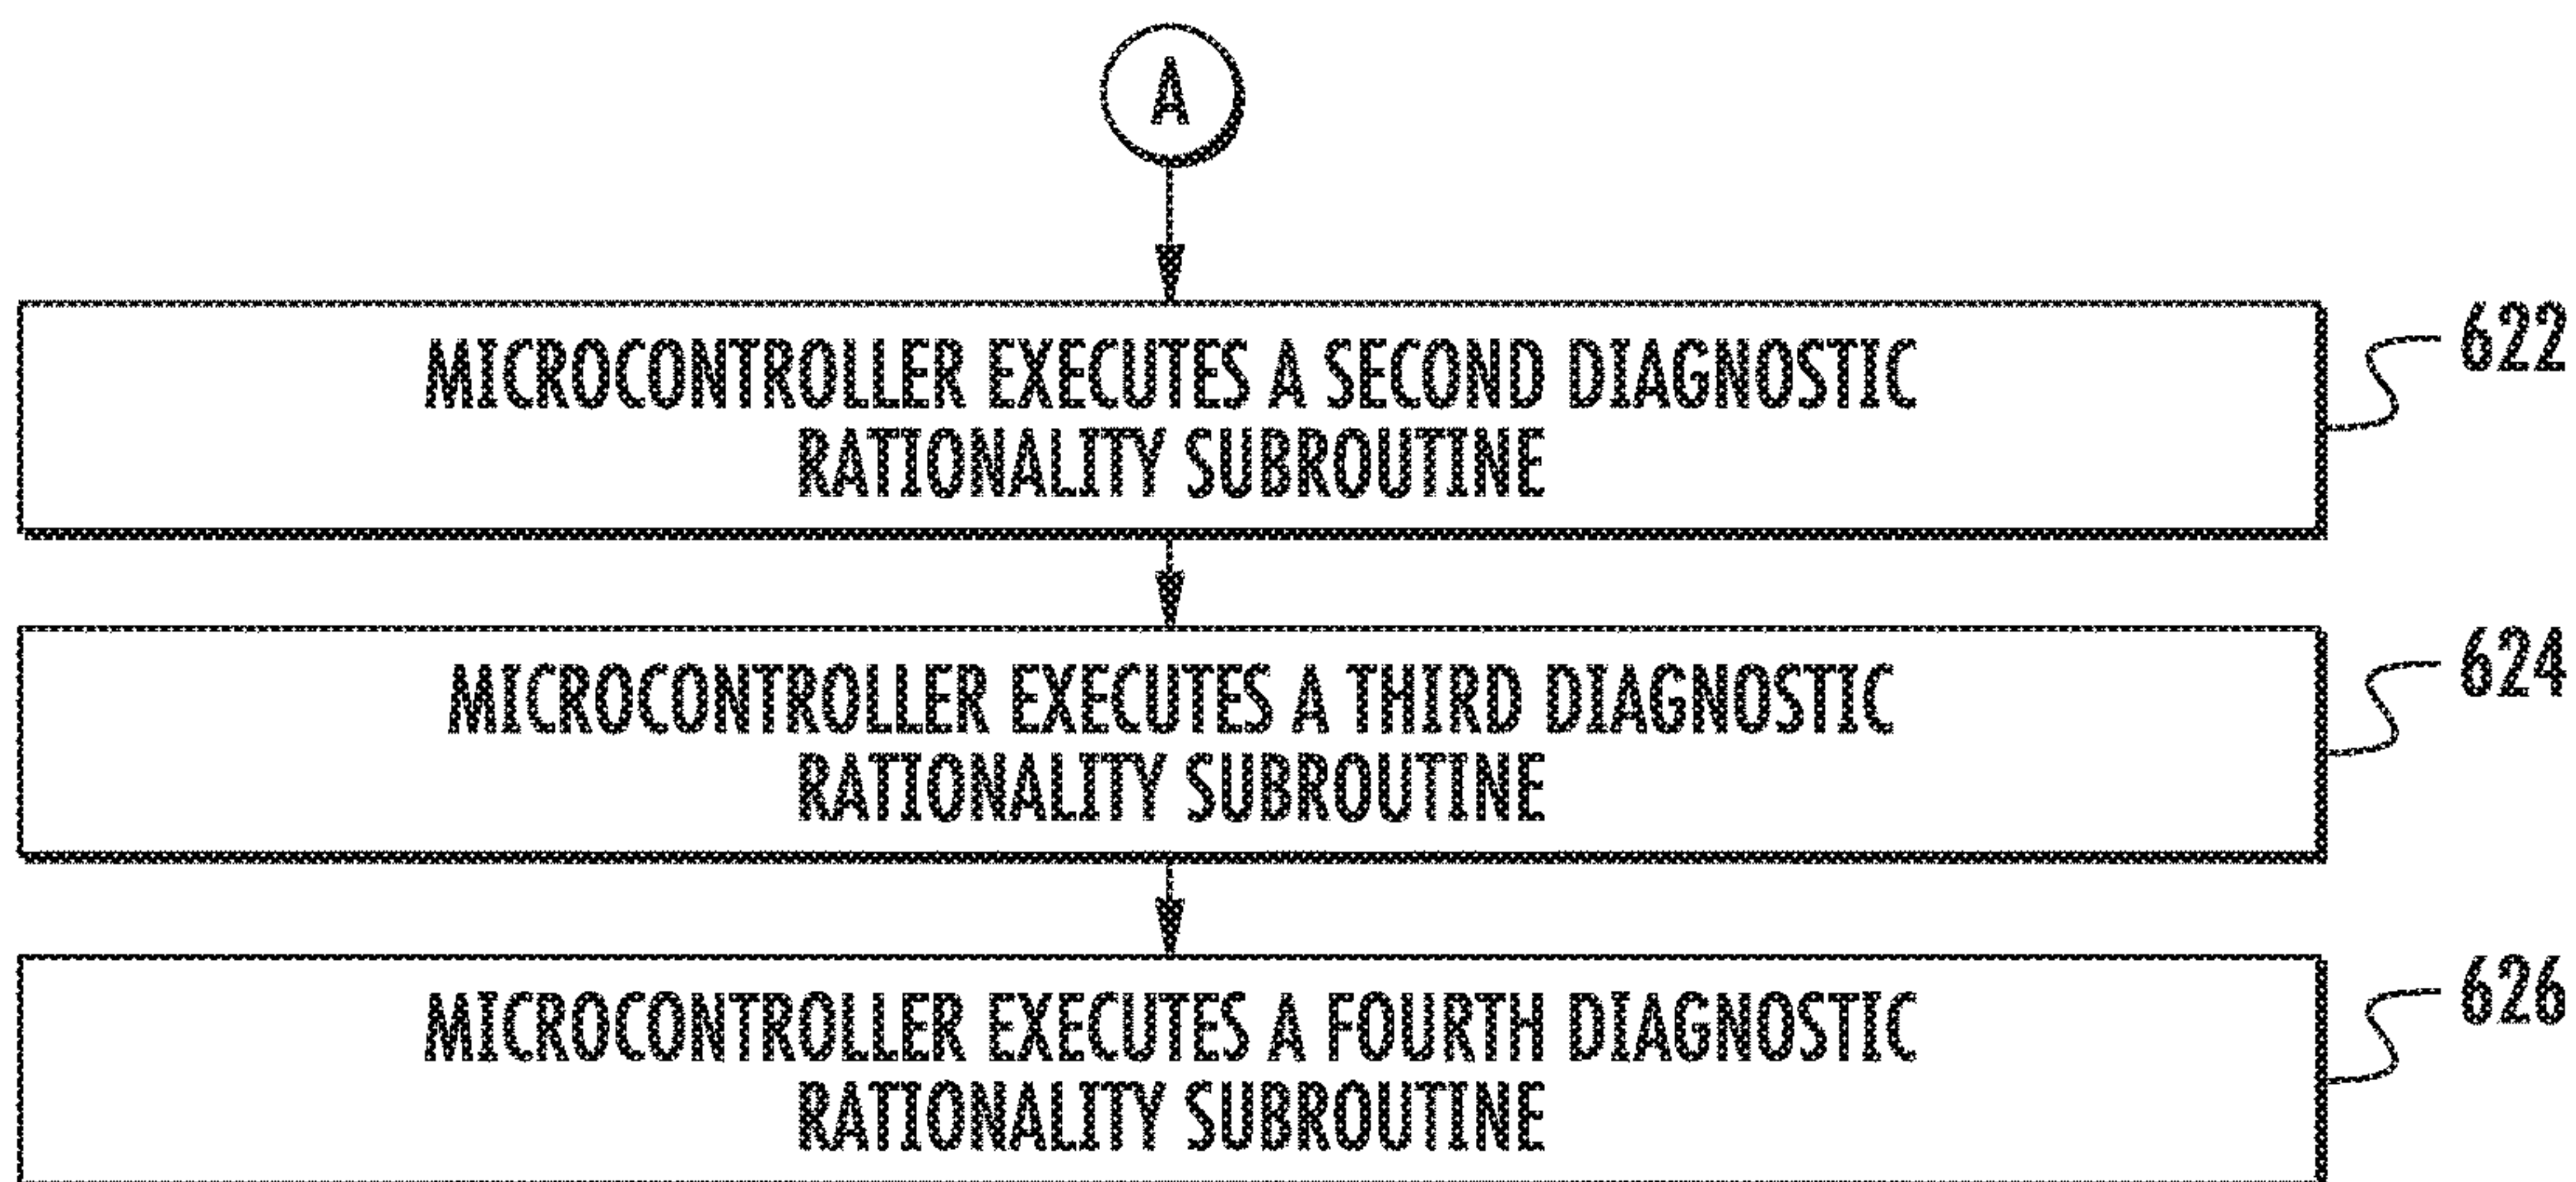 A
MICROCONTROLLER EXECUTES A SECOND DIAGNOSTIC
RATIONALITY SUBROUTINE
622
MICROCONTROLLER EXECUTES A THIRD DIAGNOSTIC
RATIONALITY SUBROUTINE
624
MICROCONTROLLER EXECUTES A FOURTH DIAGNOSTIC
RATIONALITY SUBROUTINE
626